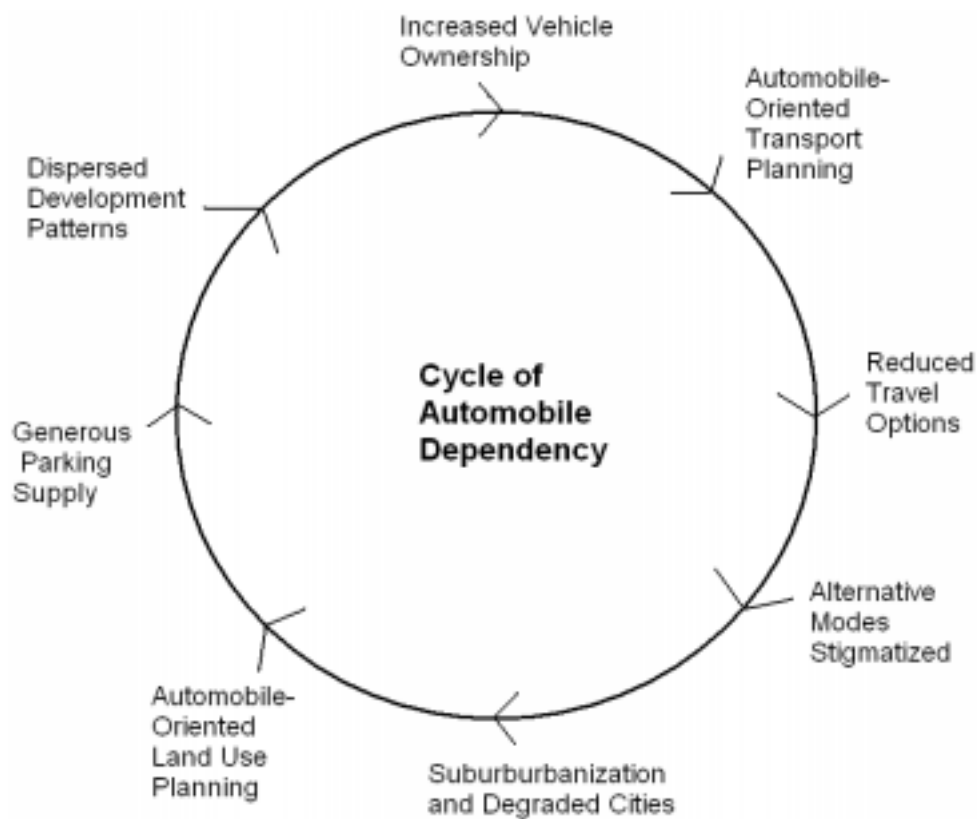 Increased Vehicle
Ownership
Automobile-
Oriented
Transport
Planning
Reduced
Travel
Options
Alternative
Modes
Stigmatized
Suburburbanization
and Degraded Cities
Automobile-
Oriented
Land Use
Planning
Generous
Parking
Supply
Dispersed
Development
Patterns
Cycle of
Automobile
Dependency